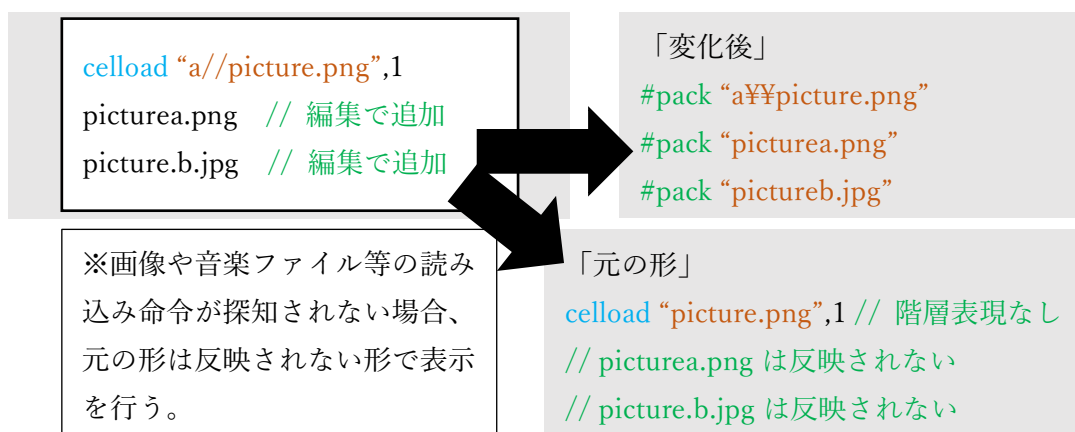 celload “a//picture.png”,1
picturea.png // 編集で追加
picture.b.jpg // 編集で追加
「変化後」
#pack “a¥¥picture.png”
#pack “picturea.png”
#pack “pictureb.jpg”
※画像や音楽ファイル等の読み
込み命令が探知されない場合、
元の形は反映されない形で表示
を行う。
「元の形」
celload “picture.png”,1 // 階層表現なし
// picturea.png は反映されない
// picture.b.jpg は反映されない